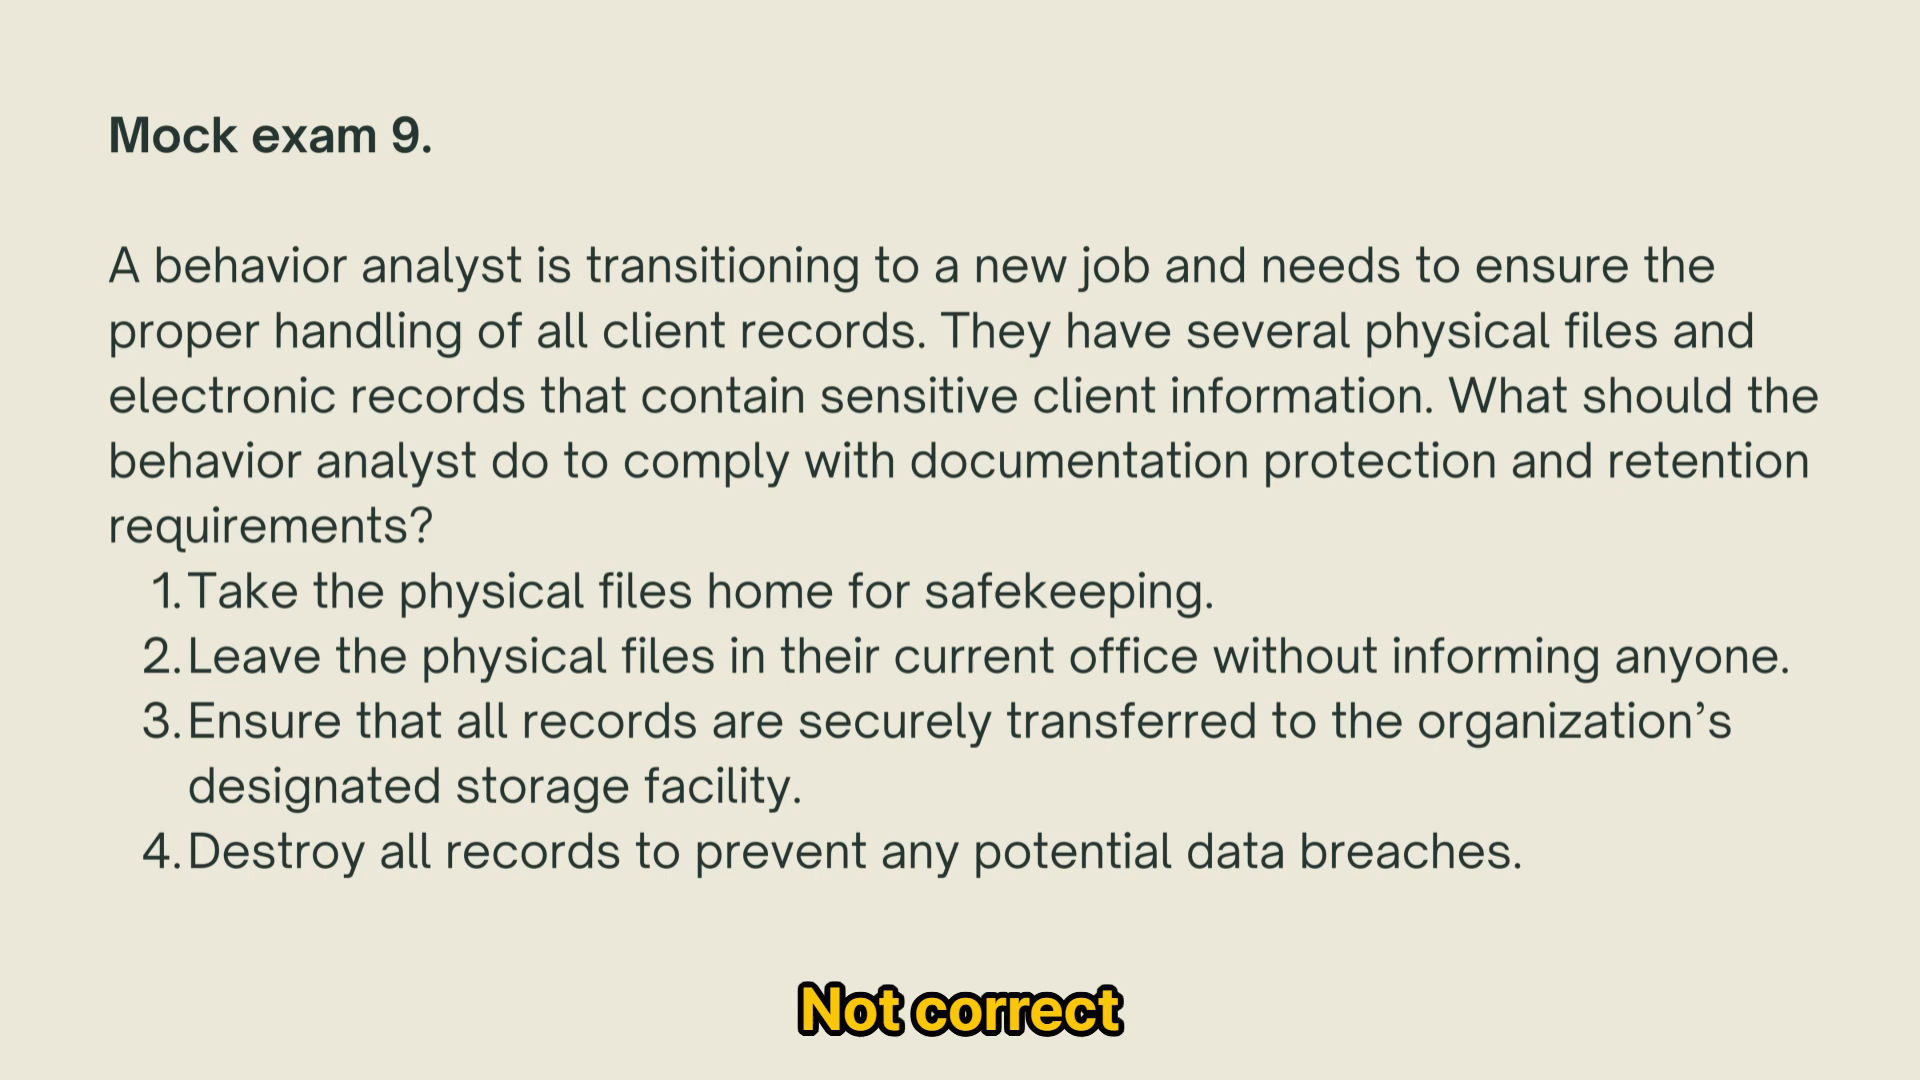 Mock exam 9.
A behavior analyst is transitioning to a new job and needs to ensure the
proper handling of all client records. They have several physical files and
electronic records that contain sensitive client information. What should the
behavior analyst do to comply with documentation protection and retention
requirements?
1. Take the physical files home for safekeeping.
2. Leave the physical files in their current office without informing anyone.
3. Ensure that all records are securely transferred to the organization’s
designated storage facility.
4. Destroy all records to prevent any potential data breaches.
Not correct